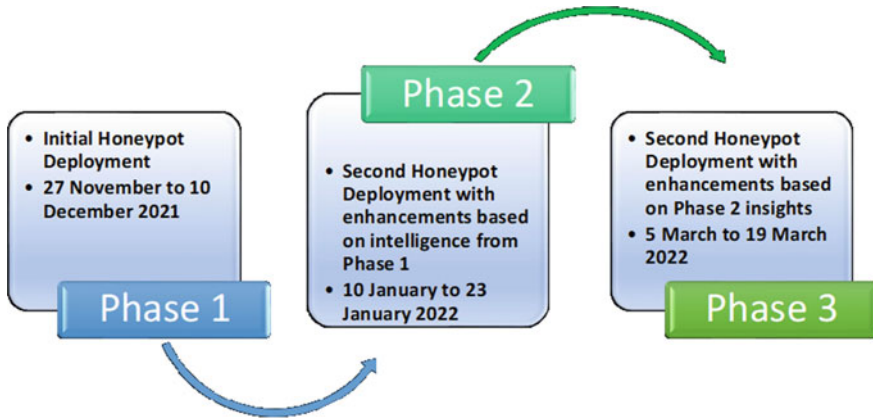 • Initial Honeypot
Deployment
• 27 November to 10
December 2021
Phase 1
Phase 2
• Second Honeypot
Deployment with
enhancements based
on intelligence from
Phase 1
• 10 January to 23
January 2022
• Second Honeypot
Deployment with
enhancements based
on Phase 2 insights
• 5 March to 19 March
2022
Phase 3